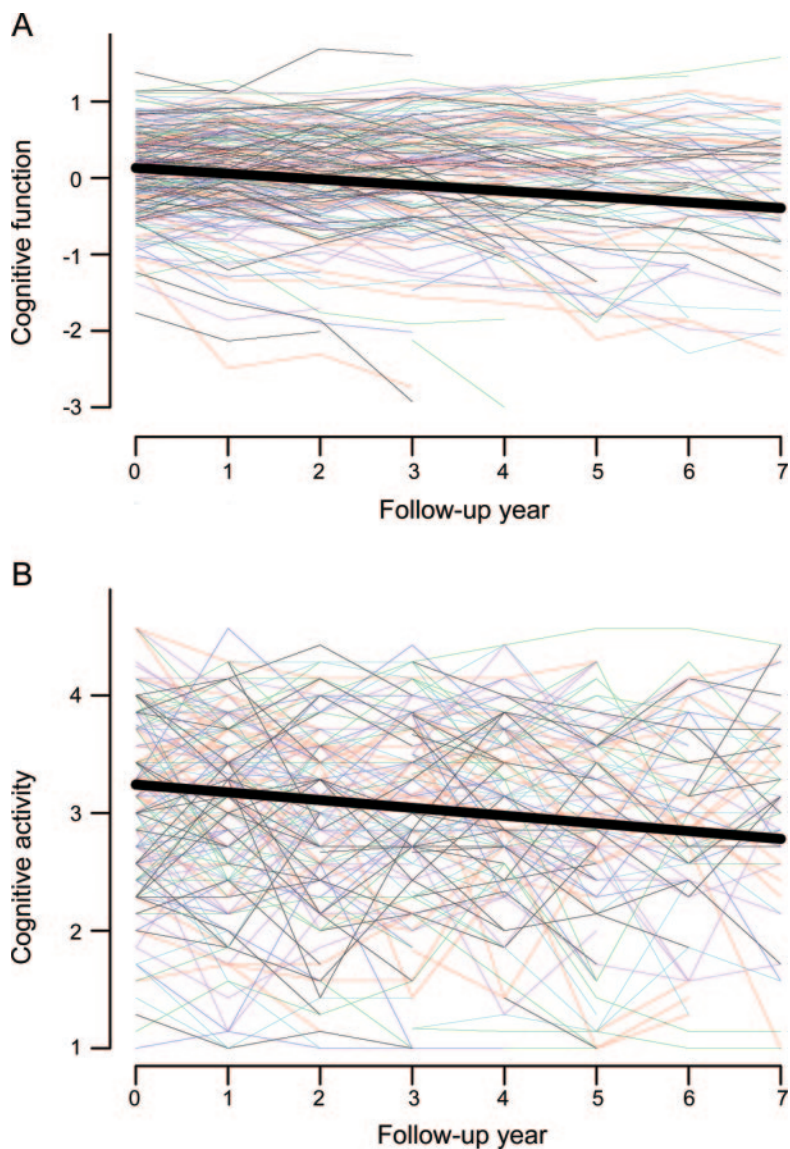 A
1
0
-1
-2
-3
Cognitive function
0 1 2 3 4 5 6 7
Follow-up year
B
4
3
2
1
Cognitive activity
0 1 2 3 4 5 6 7
Follow-up year